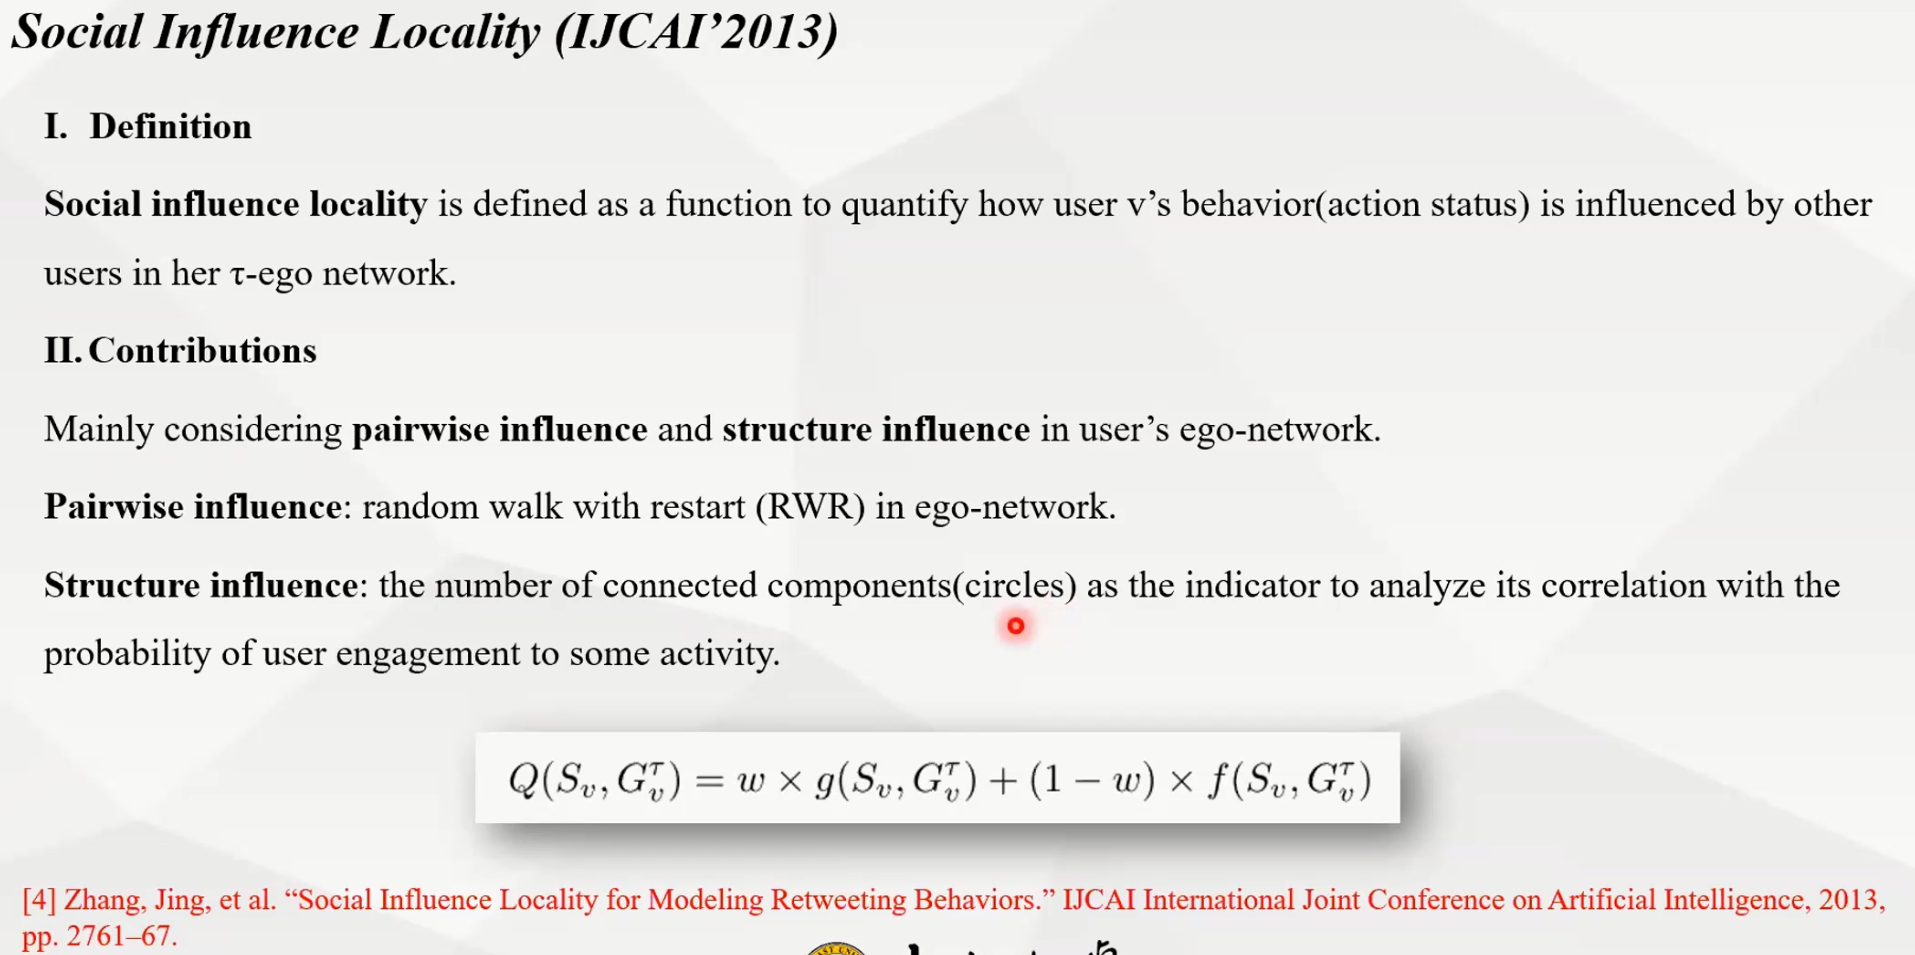 Social Influence Locality (IJCAI’2013)
I. Definition
Social influence locality is defined as a function to quantify how user v’s behavior(action status) is influenced by other
users in her τ-ego network.
II. Contributions
Mainly considering pairwise influence and structure influence in user’s ego-network.
Pairwise influence: random walk with restart (RWR) in ego-network.
Structure influence: the number of connected components(circles) as the indicator to analyze its correlation with the
probability of user engagement to some activity.
Q(S_v, G_v^τ) = w × g(S_v, G_v^τ) + (1 − w) × f(S_v, G_v^τ)
[4] Zhang, Jing, et al. “Social Influence Locality for Modeling Retweeting Behaviors.” IJCAI International Joint Conference on Artificial Intelligence, 2013,
pp. 2761–67.